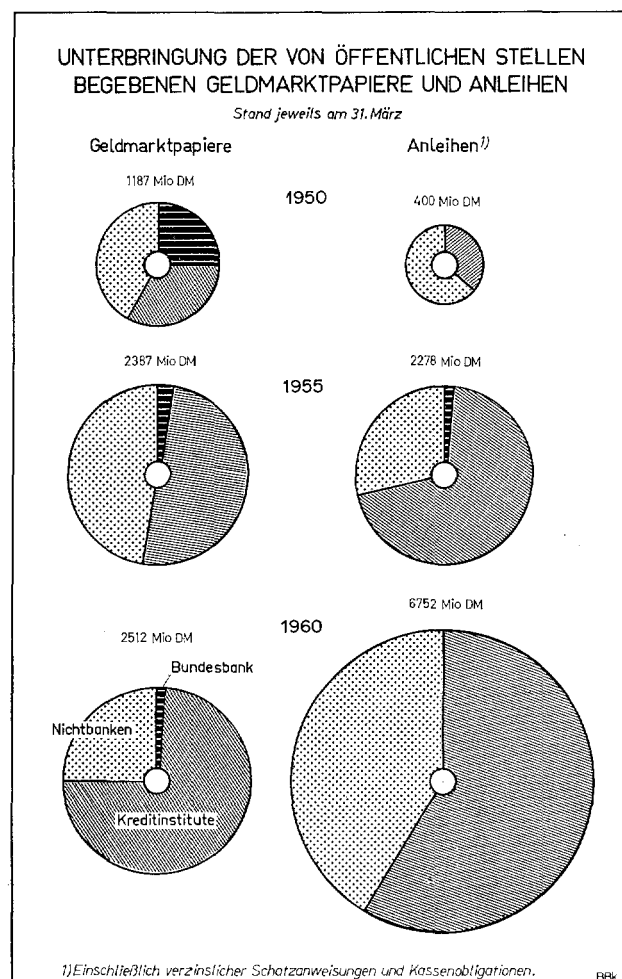 UNTERBRINGUNG DER VON ÖFFENTLICHEN STELLEN
BEGEBENEN GELDMARKTPAPIERE UND ANLEIHEN
Stand jeweils am 31. März
Geldmarktpapiere
Anleihen 1)
1187 Mio DM
1950
400 Mio DM
2387 Mio DM
1955
2278 Mio DM
1960
6752 Mio DM
2512 Mio DM
Bundesbank
Nichtbanken
Kreditinstitute
1) Einschließlich verzinslicher Schatzanweisungen und Kassenobligationen.
BBk